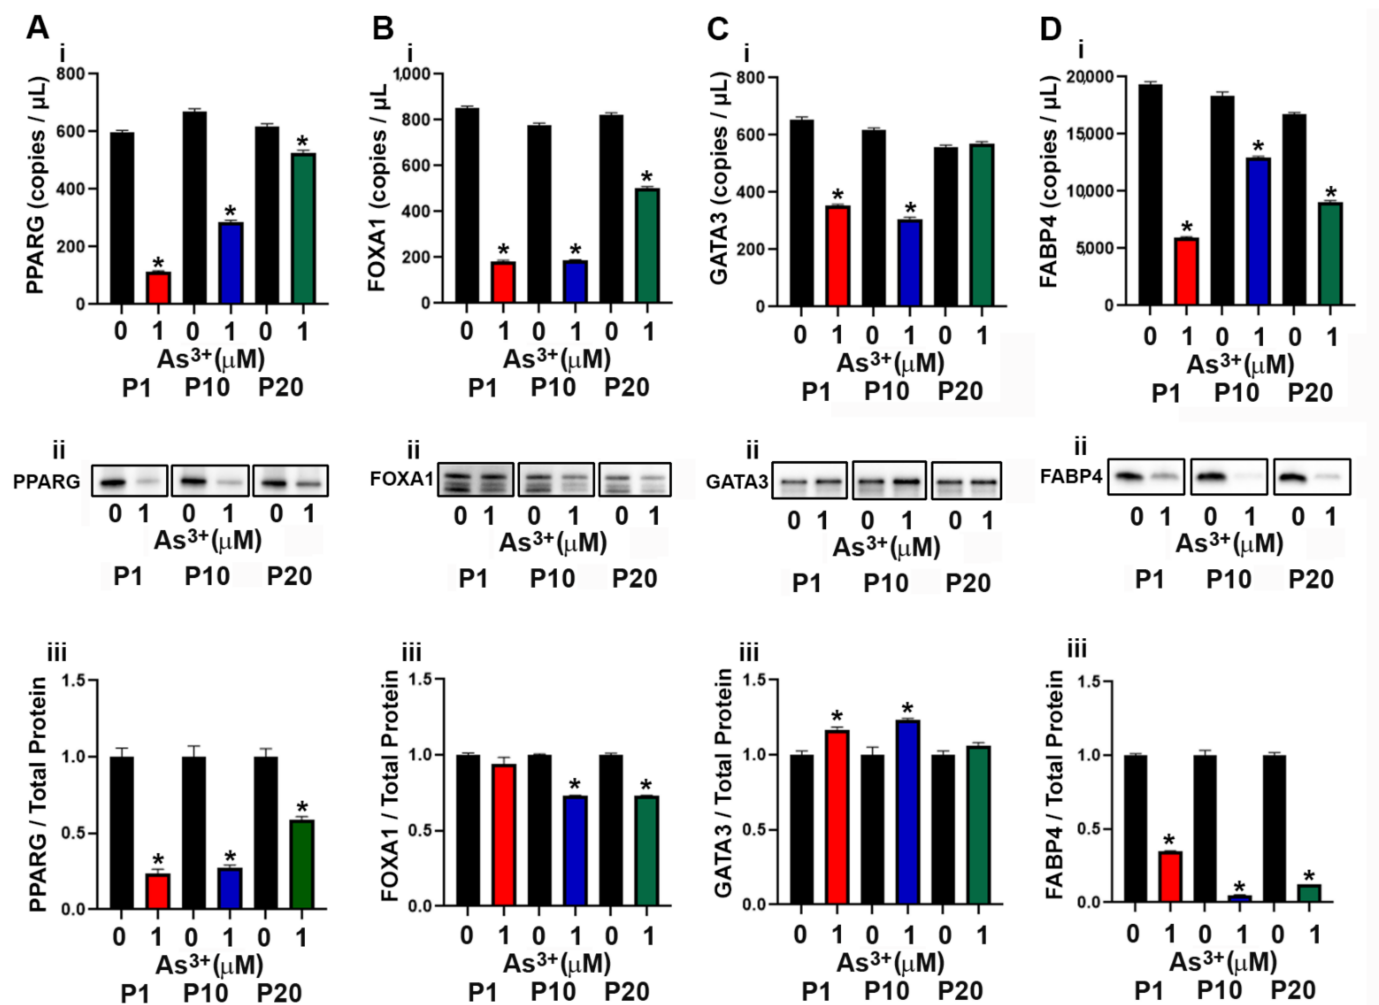 A B C D
i i i i
PPARG (copies / µL)
800
600
400
200
0
* * *
0 1 0 1 0 1
As3+(µM)
P1 P10 P20
FOXA1 (copies / µL
1,000
800
600
400
200
0
* * *
0 1 0 1 0 1
As3+(µM)
P1 P10 P20
GATA3 (copies / µL)
800
600
400
200
0
* *
0 1 0 1 0 1
As3+(µM)
P1 P10 P20
FABP4 (copies / µL)
20,000
15,000
10,000
5,000
0
* * *
0 1 0 1 0 1
As3+(µM)
P1 P10 P20
ii ii ii ii
PPARG
0 1 0 1 0 1
As3+(µM)
P1 P10 P20
FOXA1
0 1 0 1 0 1
As3+(µM)
P1 P10 P20
GATA3
0 1 0 1 0 1
As3+(µM)
P1 P10 P20
FABP4
0 1 0 1 0 1
As3+(µM)
P1 P10 P20
iii iii iii iii
PPARG / Total Protein
1.5
1.0
0.5
0.0
* * *
0 1 0 1 0 1
As3+(µM)
P1 P10 P20
FOXA1 / Total Protein
1.5
1.0
0.5
0.0
* *
0 1 0 1 0 1
As3+(µM)
P1 P10 P20
GATA3 / Total Protein
1.5
1.0
0.5
0.0
* *
0 1 0 1 0 1
As3+(µM)
P1 P10 P20
FABP4 / Total Protein
1.5
1.0
0.5
0.0
* * *
0 1 0 1 0 1
As3+(µM)
P1 P10 P20